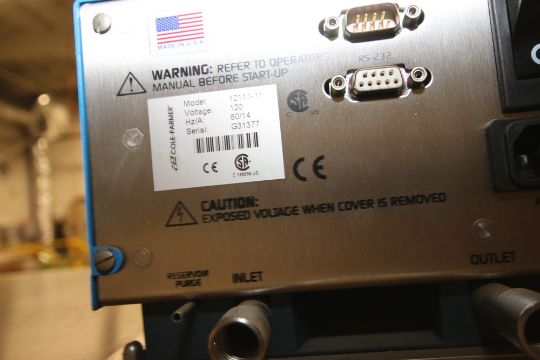 MADE IN U.S.A.
WARNING: REFER TO OPERATORS
MANUAL BEFORE START-UP
RS-232
COLE-PARMER
Model: 12111-11
Voltage: 120
Hz/A: 60/14
Serial: G31377
CE
CE
CAUTION:
EXPOSED VOLTAGE WHEN COVER IS REMOVED
RESERVOIR
PURGE
INLET
OUTLET